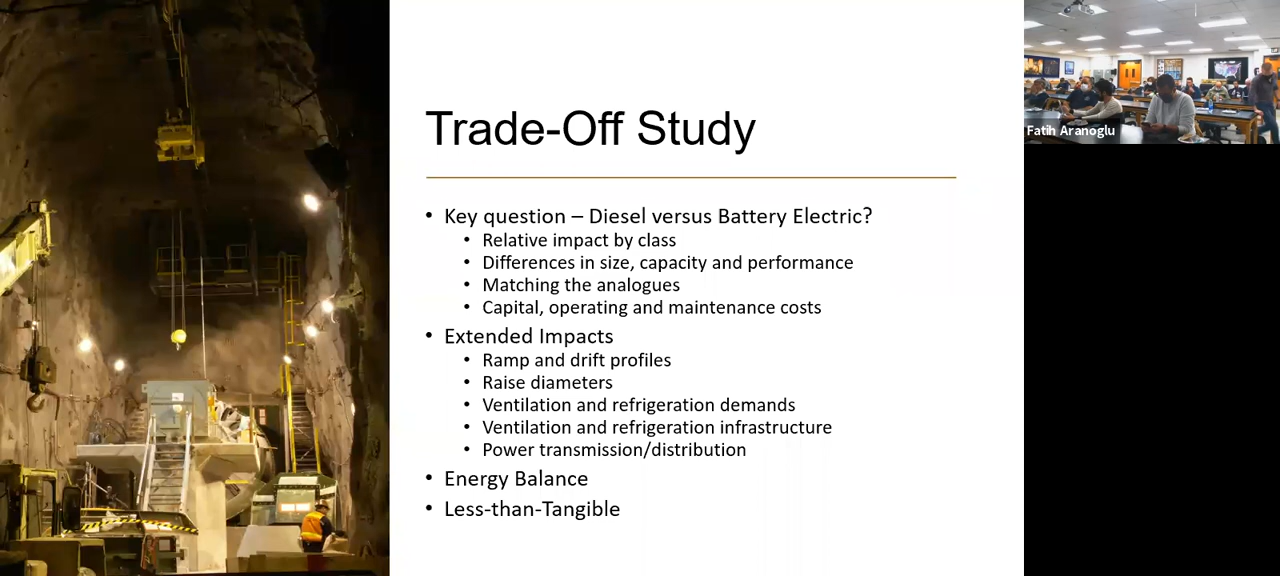 Trade-Off Study
• Key question – Diesel versus Battery Electric?
• Relative impact by class
• Differences in size, capacity and performance
• Matching the analogues
• Capital, operating and maintenance costs
• Extended Impacts
• Ramp and drift profiles
• Raise diameters
• Ventilation and refrigeration demands
• Ventilation and refrigeration infrastructure
• Power transmission/distribution
• Energy Balance
• Less-than-Tangible
Fatih Aranoglu